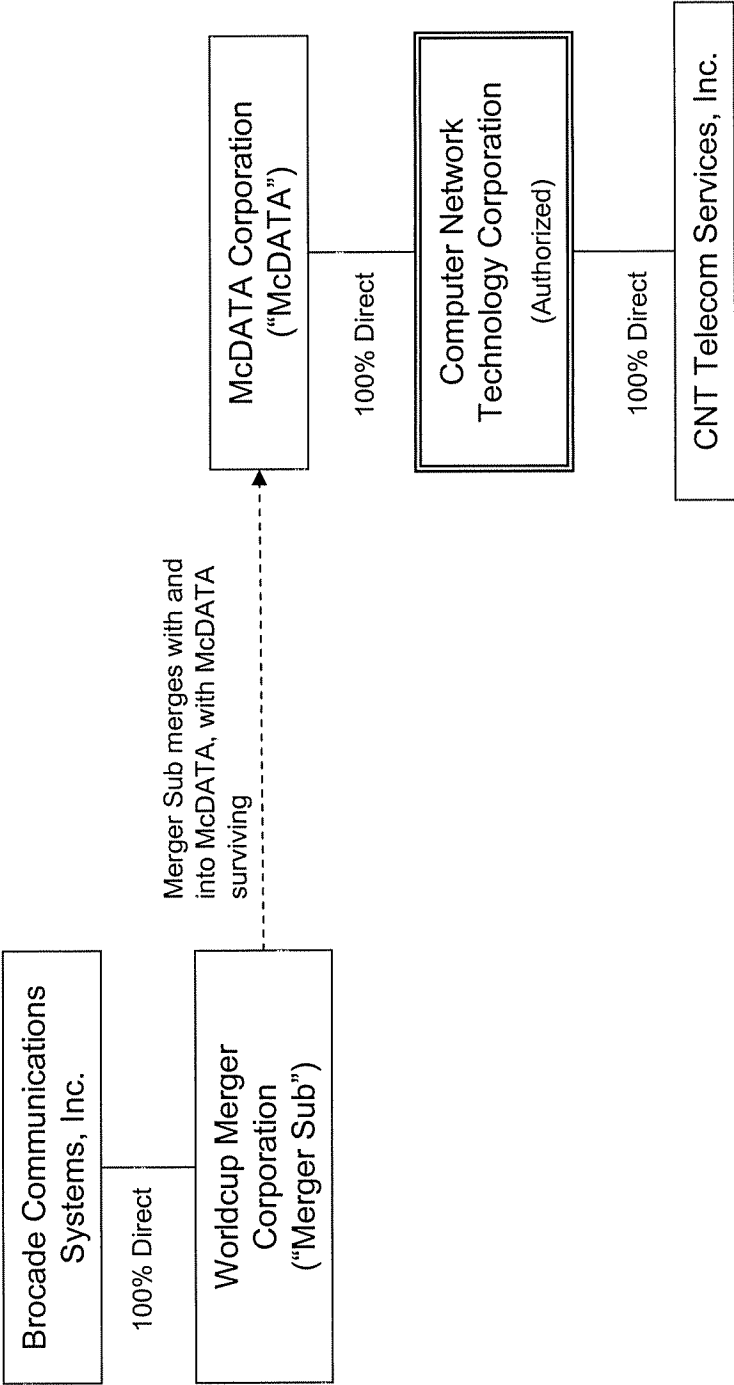 Brocade Communications
Systems, Inc.
100% Direct
Worldcup Merger
Corporation
(“Merger Sub”)
Merger Sub merges with and
into McDATA, with McDATA
surviving
McDATA Corporation
(“McDATA”)
100% Direct
Computer Network
Technology Corporation
(Authorized)
100% Direct
CNT Telecom Services, Inc.